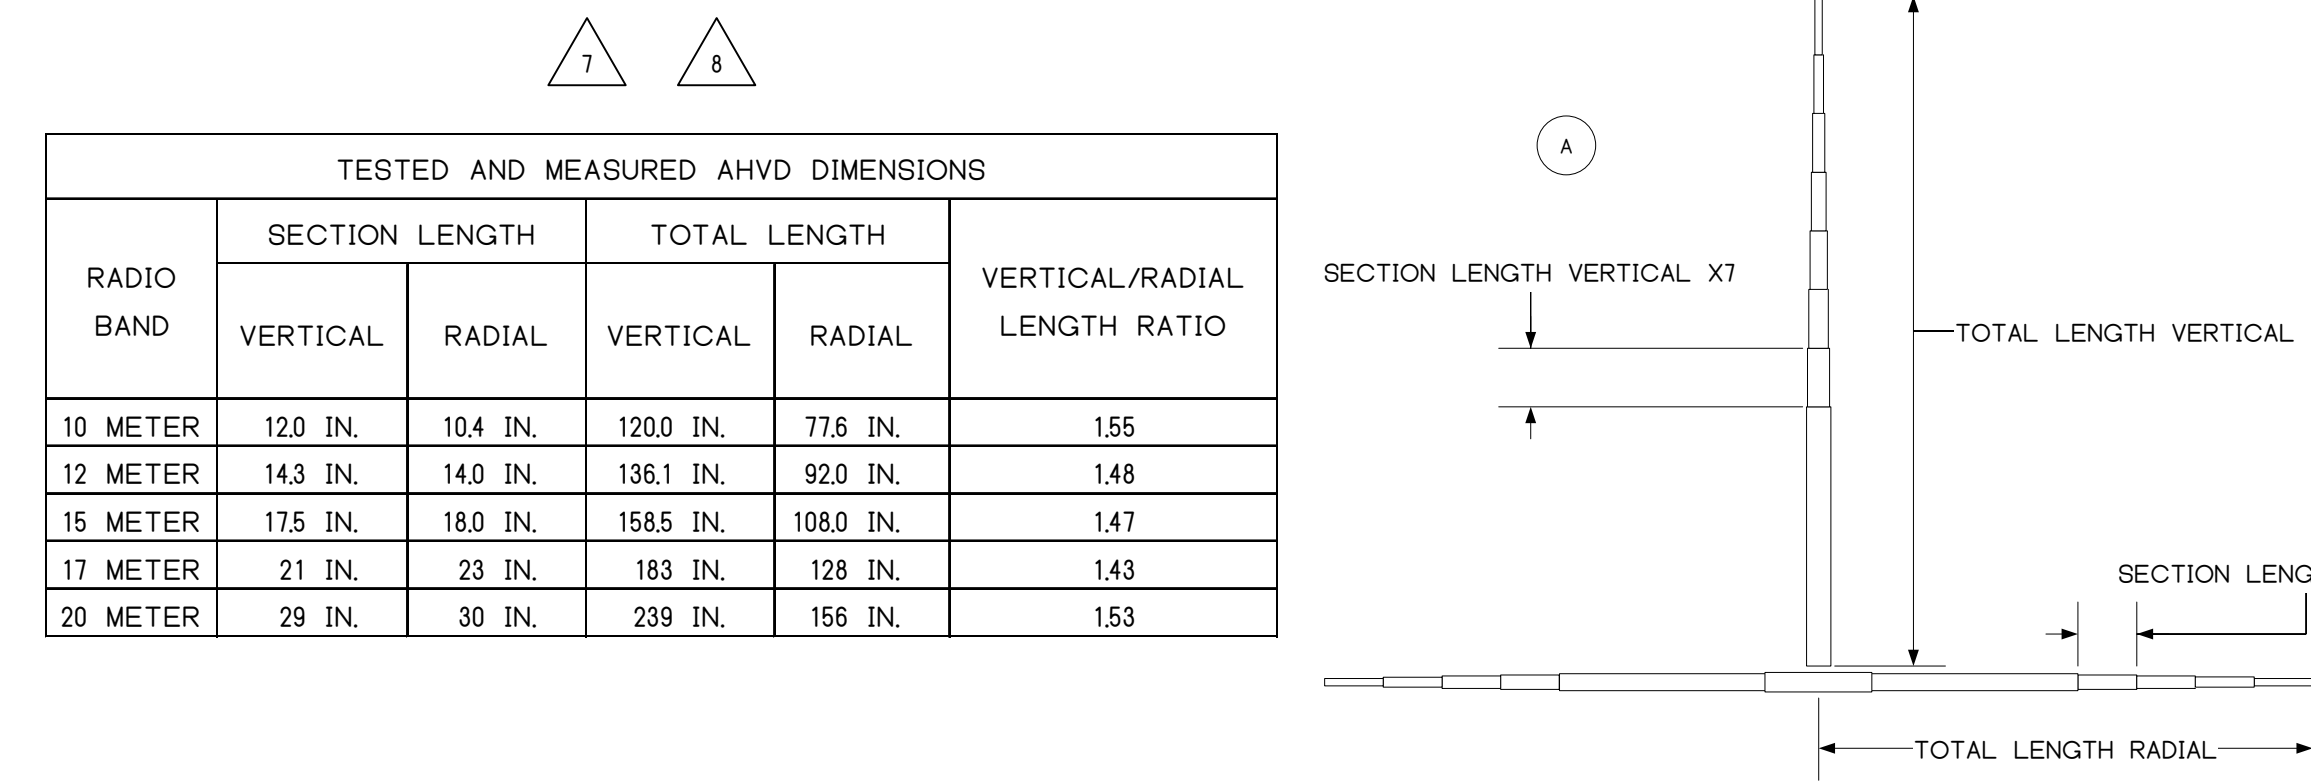 7 8
A
TESTED AND MEASURED AHVD DIMENSIONS
RADIO BAND
SECTION LENGTH
TOTAL LENGTH
VERTICAL/RADIAL LENGTH RATIO
VERTICAL RADIAL VERTICAL RADIAL
10 METER 12.0 IN. 10.4 IN. 120.0 IN. 77.6 IN. 1.55
12 METER 14.3 IN. 14.0 IN. 136.1 IN. 92.0 IN. 1.48
15 METER 17.5 IN. 18.0 IN. 158.5 IN. 108.0 IN. 1.47
17 METER 21 IN. 23 IN. 183 IN. 128 IN. 1.43
20 METER 29 IN. 30 IN. 239 IN. 156 IN. 1.53
SECTION LENGTH VERTICAL X7
TOTAL LENGTH VERTICAL
SECTION LENG
TOTAL LENGTH RADIAL